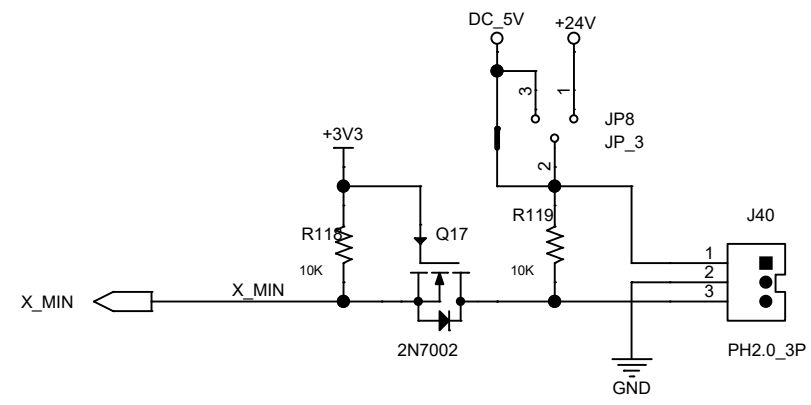 DC_5V
+24V
3
1
JP8
JP_3
+3V3
2
R119
J40
R118
Q17
1
10K
10K
2
X_MIN
X_MIN
3
2N7002
PH2.0_3P
GND